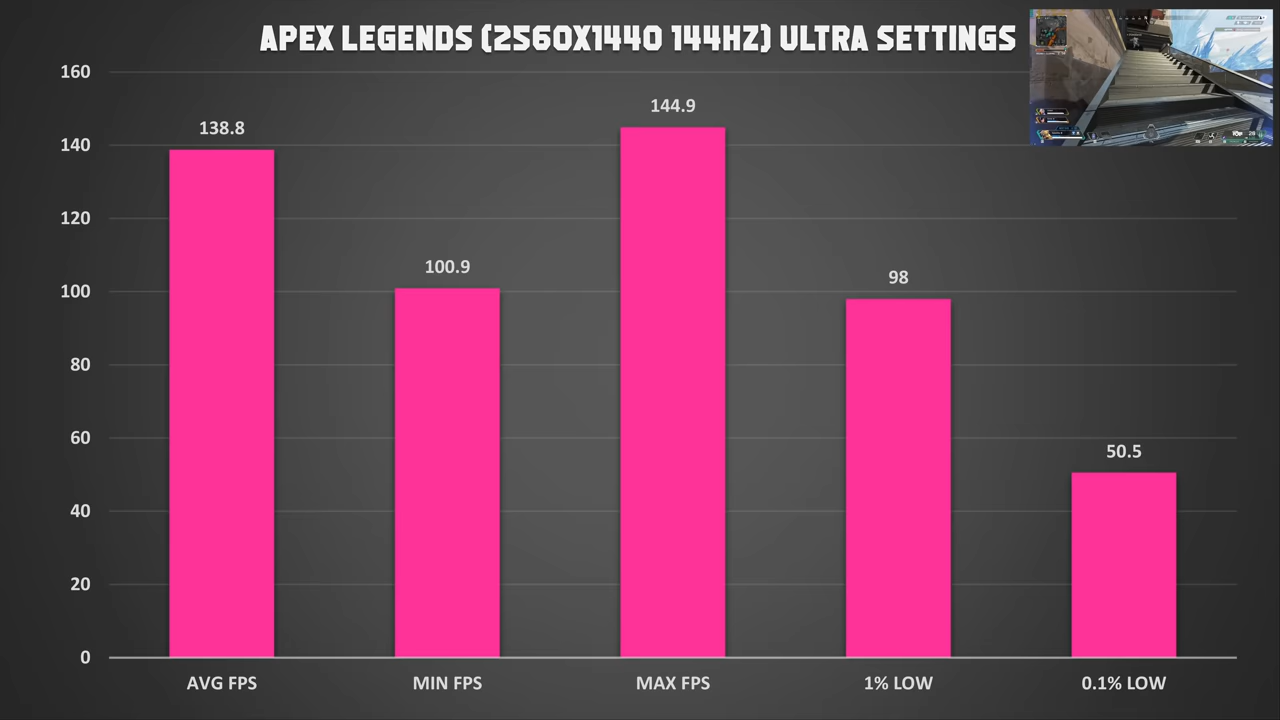 APEX LEGENDS (2560X1440 144HZ) ULTRA SETTINGS
160
140
120
100
80
60
40
20
0
138.8
100.9
144.9
98
50.5
AVG FPS
MIN FPS
MAX FPS
1% LOW
0.1% LOW